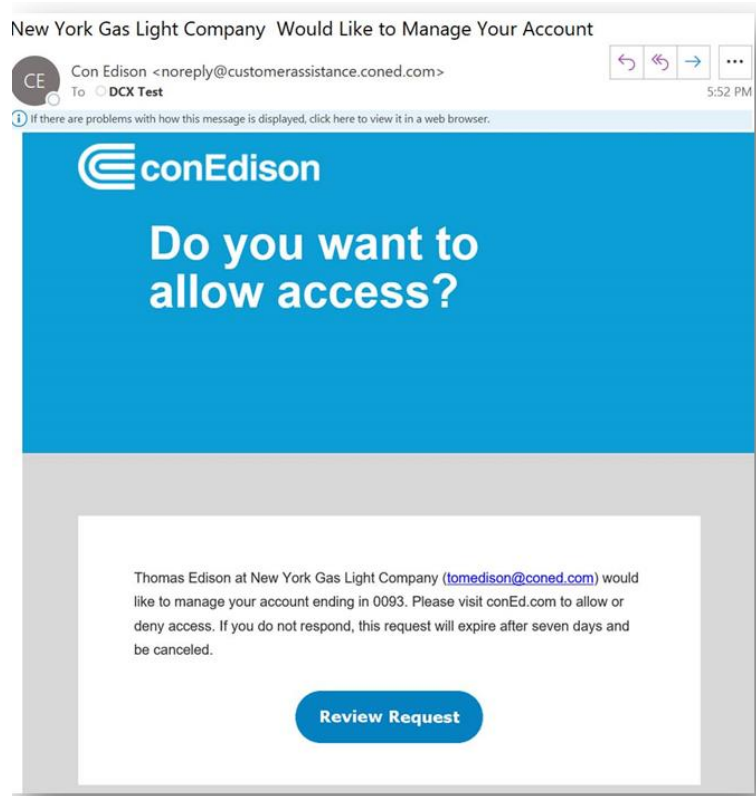 New York Gas Light Company  Would Like to Manage Your Account
CE
Con Edison <noreply@customerassistance.coned.com>
To DCX Test
5:52 PM
If there are problems with how this message is displayed, click here to view it in a web browser.
conEdison
Do you want to
allow access?
Thomas Edison at New York Gas Light Company (tomedison@coned.com) would
like to manage your account ending in 0093. Please visit conEd.com to allow or
deny access. If you do not respond, this request will expire after seven days and
be canceled.
Review Request